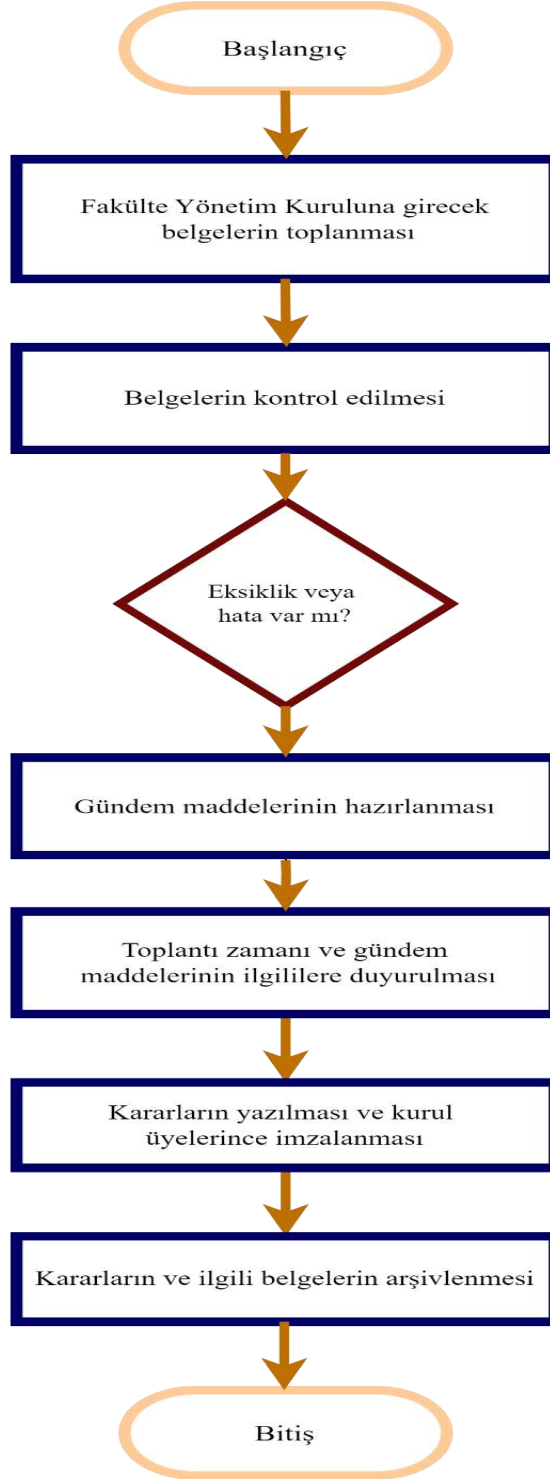 Başlangıç
Fakülte Yönetim Kuruluna girecek
belgelerin toplanması
Belgelerin kontrol edilmesi
Eksiklik veya
hata var mı?
Gündem maddelerinin hazırlanması
Toplantı zamanı ve gündem
maddelerinin ilgililere duyurulması
Kararların yazılması ve kurul
üyelerince imzalanması
Kararların ve ilgili belgelerin arşivlenmesi
Bitiş